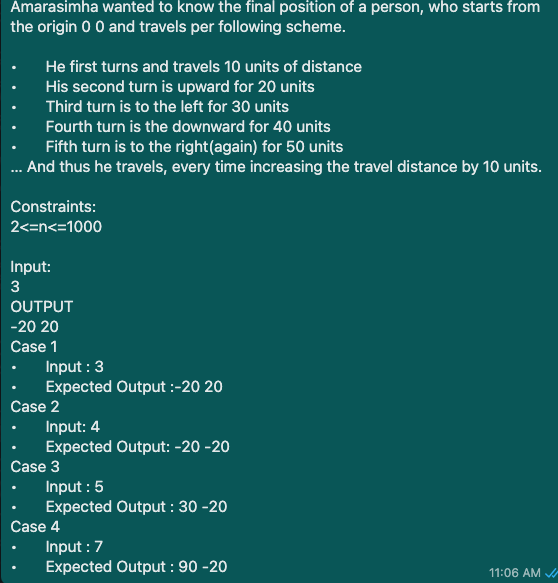 Amarasimha wanted to know the final position of a person, who starts from
the origin 0 0 and travels per following scheme.
• He first turns and travels 10 units of distance
• His second turn is upward for 20 units
• Third turn is to the left for 30 units
• Fourth turn is the downward for 40 units
• Fifth turn is to the right(again) for 50 units
... And thus he travels, every time increasing the travel distance by 10 units.
Constraints:
2<=n<=1000
Input:
3
OUTPUT
-20 20
Case 1
• Input : 3
• Expected Output :-20 20
Case 2
• Input: 4
• Expected Output: -20 -20
Case 3
• Input : 5
• Expected Output : 30 -20
Case 4
• Input : 7
• Expected Output : 90 -20
11:06 AM